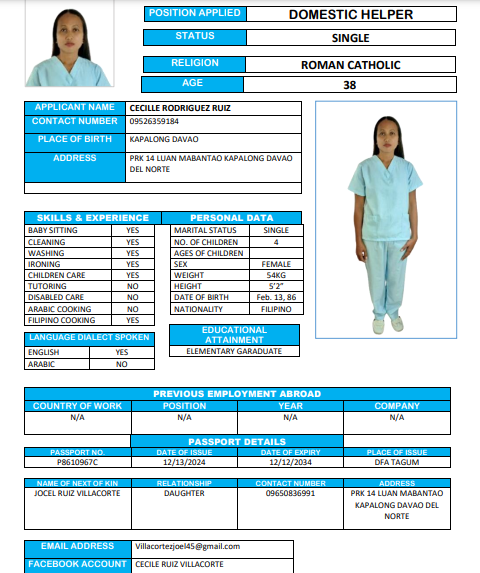 POSITION APPLIED DOMESTIC HELPER
STATUS SINGLE
RELIGION ROMAN CATHOLIC
AGE 38
APPLICANT NAME CECILLE RODRIGUEZ RUIZ
CONTACT NUMBER 09526359184
PLACE OF BIRTH KAPALONG DAVAO
ADDRESS PRK 14 LUAN MABANTAO KAPALONG DAVAO
DEL NORTE
SKILLS & EXPERIENCE PERSONAL DATA
BABY SITTING YES MARITAL STATUS SINGLE
CLEANING YES NO. OF CHILDREN 4
WASHING YES AGES OF CHILDREN
IRONING YES SEX FEMALE
CHILDREN CARE YES WEIGHT 54KG
TUTORING NO HEIGHT 5'2"
DISABLED CARE NO DATE OF BIRTH Feb. 13, 86
ARABIC COOKING NO NATIONALITY FILIPINO
FILIPINO COOKING YES
EDUCATIONAL
ATTAINMENT
LANGUAGE DIALECT SPOKEN
ENGLISH YES ELEMENTARY GARADUATE
ARABIC NO
PREVIOUS EMPLOYMENT ABROAD
COUNTRY OF WORK POSITION YEAR COMPANY
N/A N/A N/A N/A
PASSPORT DETAILS
PASSPORT NO. DATE OF ISSUE DATE OF EXPIRY PLACE OF ISSUE
P8610967C 12/13/2024 12/12/2034 DFA TAGUM
NAME OF NEXT OF KIN RELATIONSHIP CONTACT NUMBER ADDRESS
JOCEL RUIZ VILLACORTE DAUGHTER 09650836991 PRK 14 LUAN MABANTAO
KAPALONG DAVAO DEL
NORTE
EMAIL ADDRESS Villacortezjoel45@gmail.com
FACEBOOK ACCOUNT CECILE RUIZ VILLACORTE